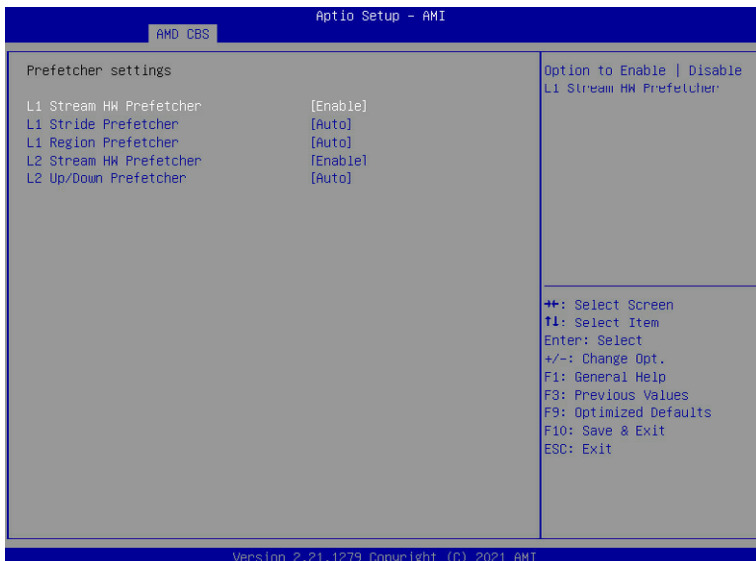 Aptio Setup – AMI
AMD CBS
Prefetcher settings
L1 Stream HW Prefetcher [Enable]
L1 Stride Prefetcher [Auto]
L1 Region Prefetcher [Auto]
L2 Stream HW Prefetcher [Enable]
L2 Up/Down Prefetcher [Auto]
Option to Enable | Disable
L1 Stream HW Prefetcher
→←: Select Screen
↑↓: Select Item
Enter: Select
+/-: Change Opt.
F1: General Help
F3: Previous Values
F9: Optimized Defaults
F10: Save & Exit
ESC: Exit
Version 2.21.1279 Copyright (C) 2021 AMI